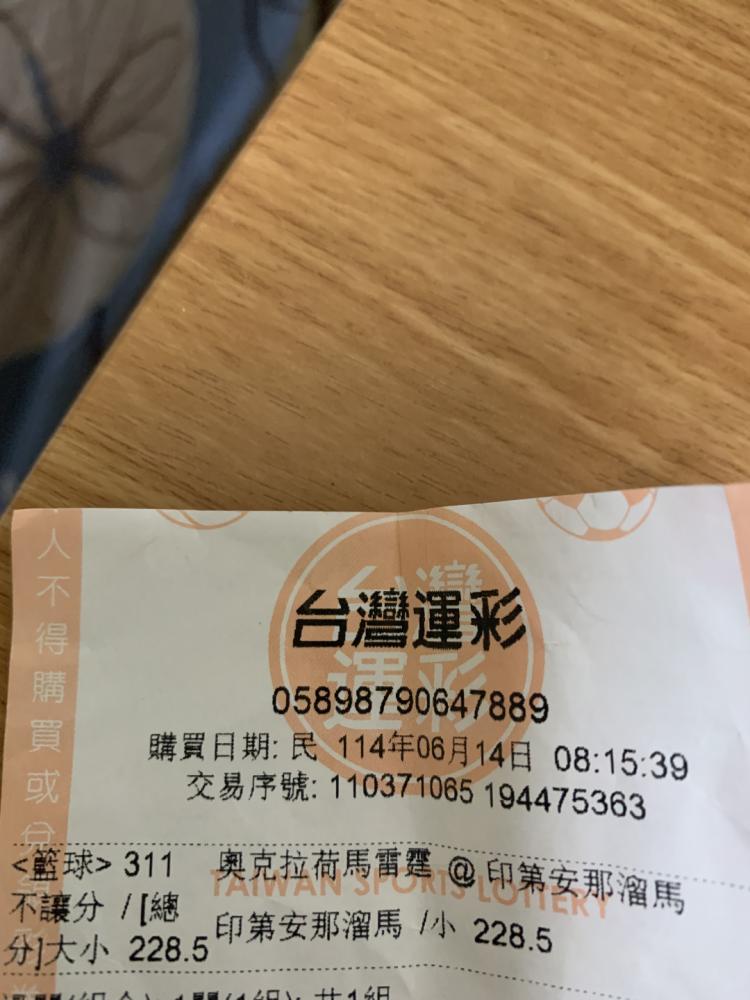 台灣運彩
05898790647889
購買日期: 民 114年06月14日 08:15:39
交易序號: 110371065 194475363
<籃球> 311 奧克拉荷馬雷霆 @ 印第安那溜馬
不讓分 /[總分]大小 228.5 印第安那溜馬 /小 228.5
TAIWAN SPORTS LOTTERY
人不得購買或